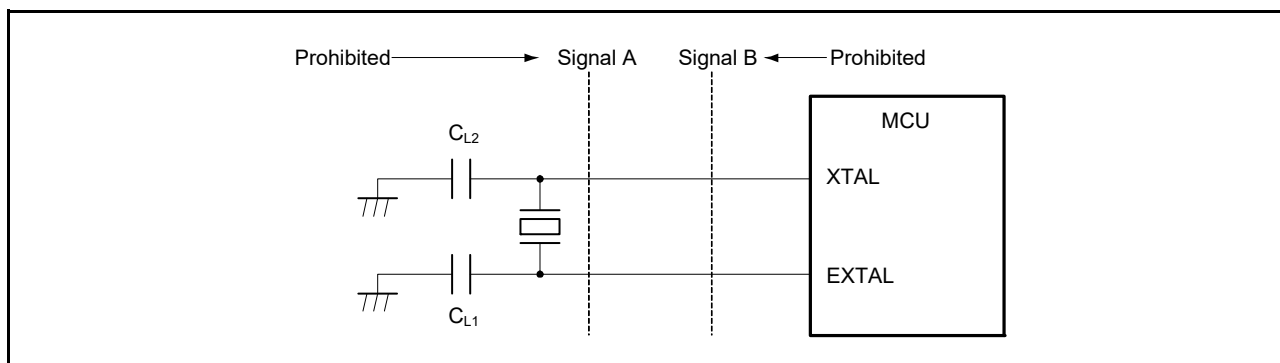 Prohibited Signal A Signal B Prohibited
MCU
CL2
XTAL
EXTAL
CL1